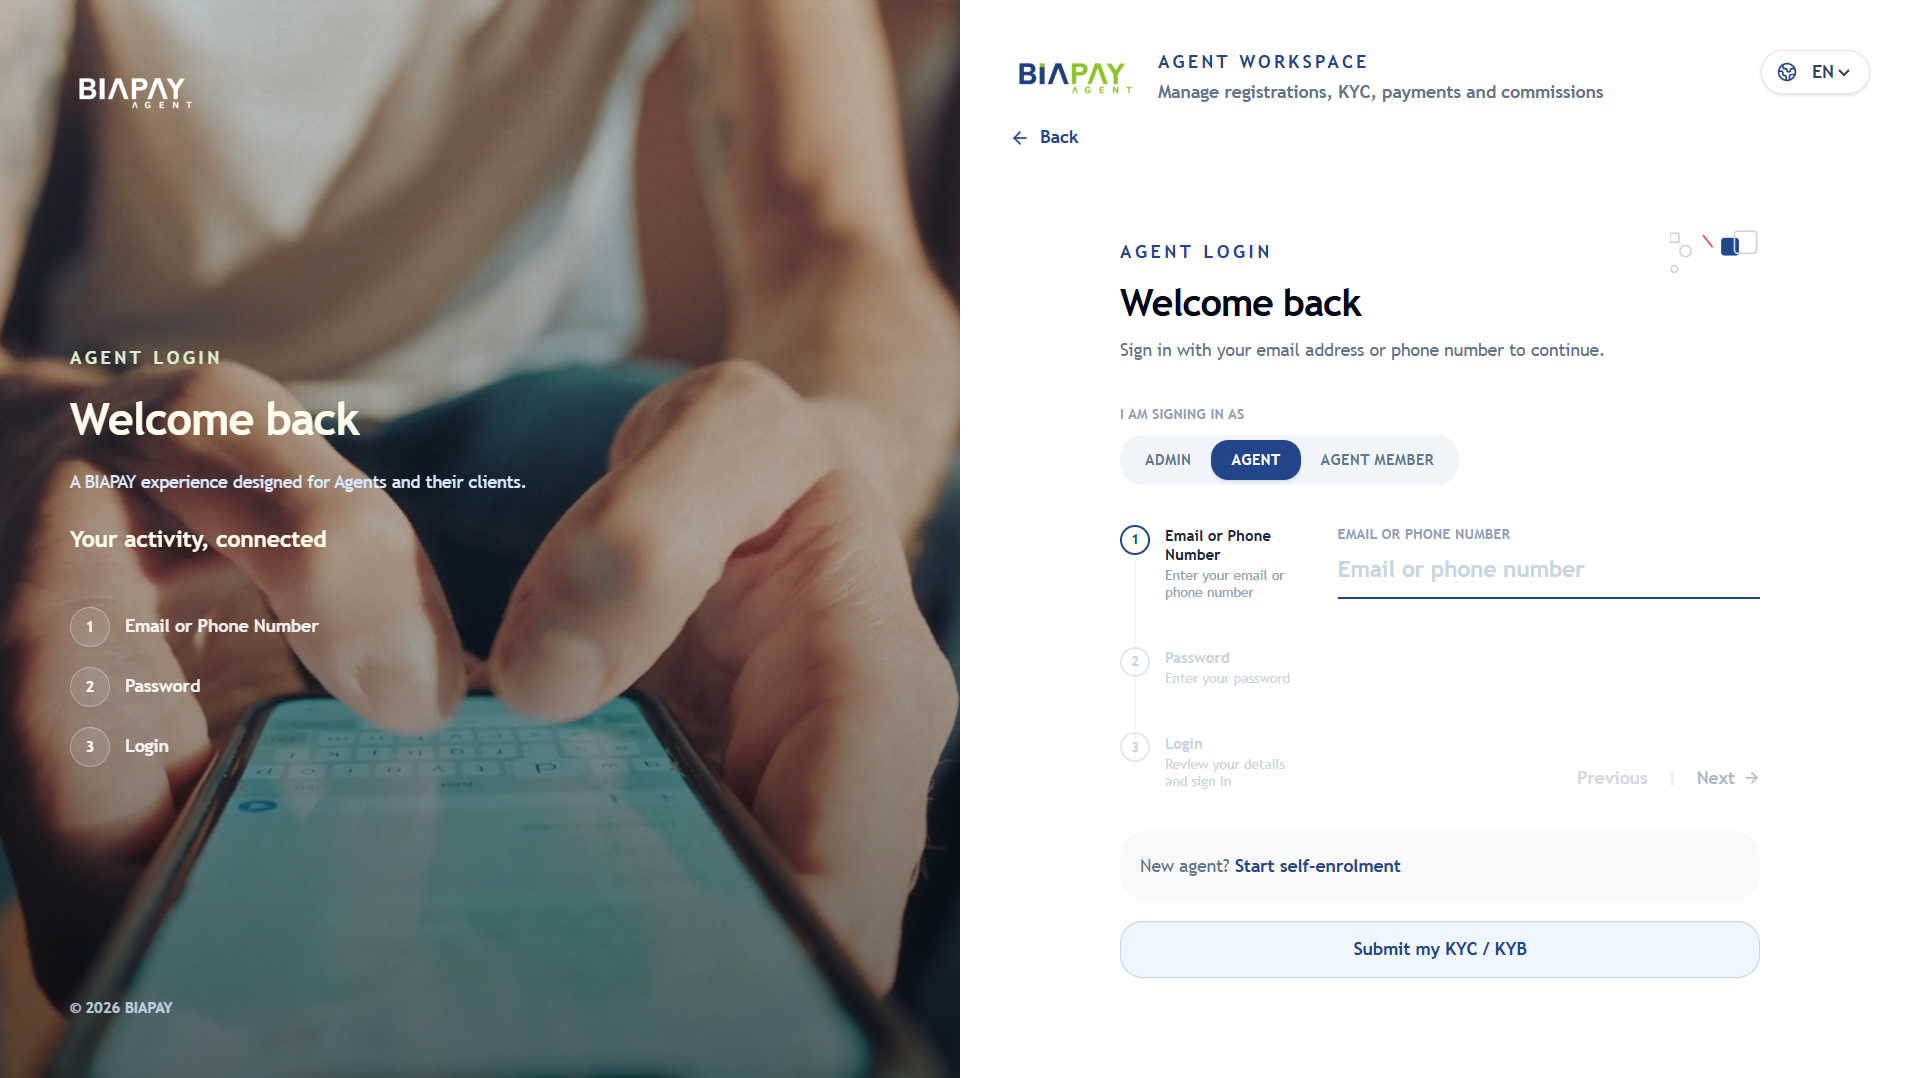 BIAPAY
AGENT
AGENT LOGIN
Welcome back
A BIAPAY experience designed for Agents and their clients.
Your activity, connected
1 Email or Phone Number
2 Password
3 Login
© 2026 BIAPAY
BIAPAY
AGENT
AGENT WORKSPACE
Manage registrations, KYC, payments and commissions
EN
Back
AGENT LOGIN
Welcome back
Sign in with your email address or phone number to continue.
I AM SIGNING IN AS
ADMIN AGENT AGENT MEMBER
1 Email or Phone
Number
Enter your email or
phone number
EMAIL OR PHONE NUMBER
Email or phone number
2 Password
Enter your password
3 Login
Review your details
and sign in
Previous | Next
New agent? Start self-enrolment
Submit my KYC / KYB